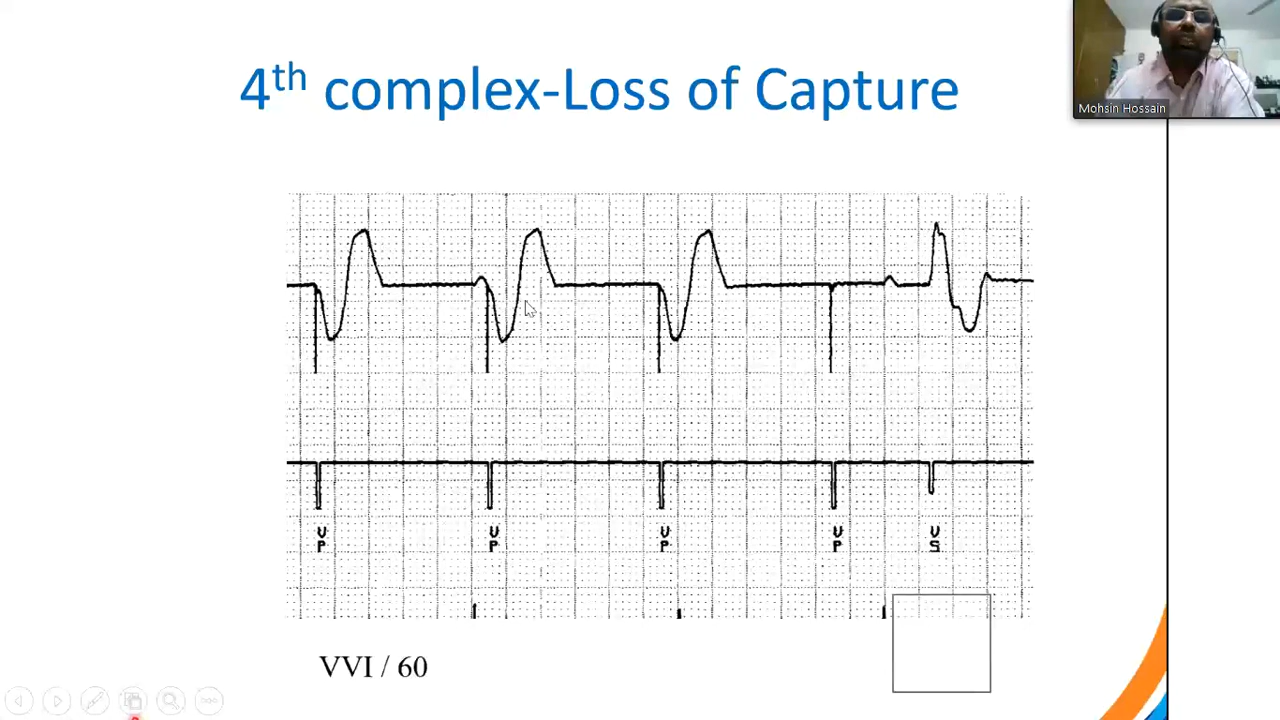 4th complex-Loss of Capture
Mohsin Hossain
V V V V V
P P P P S
VVI / 60